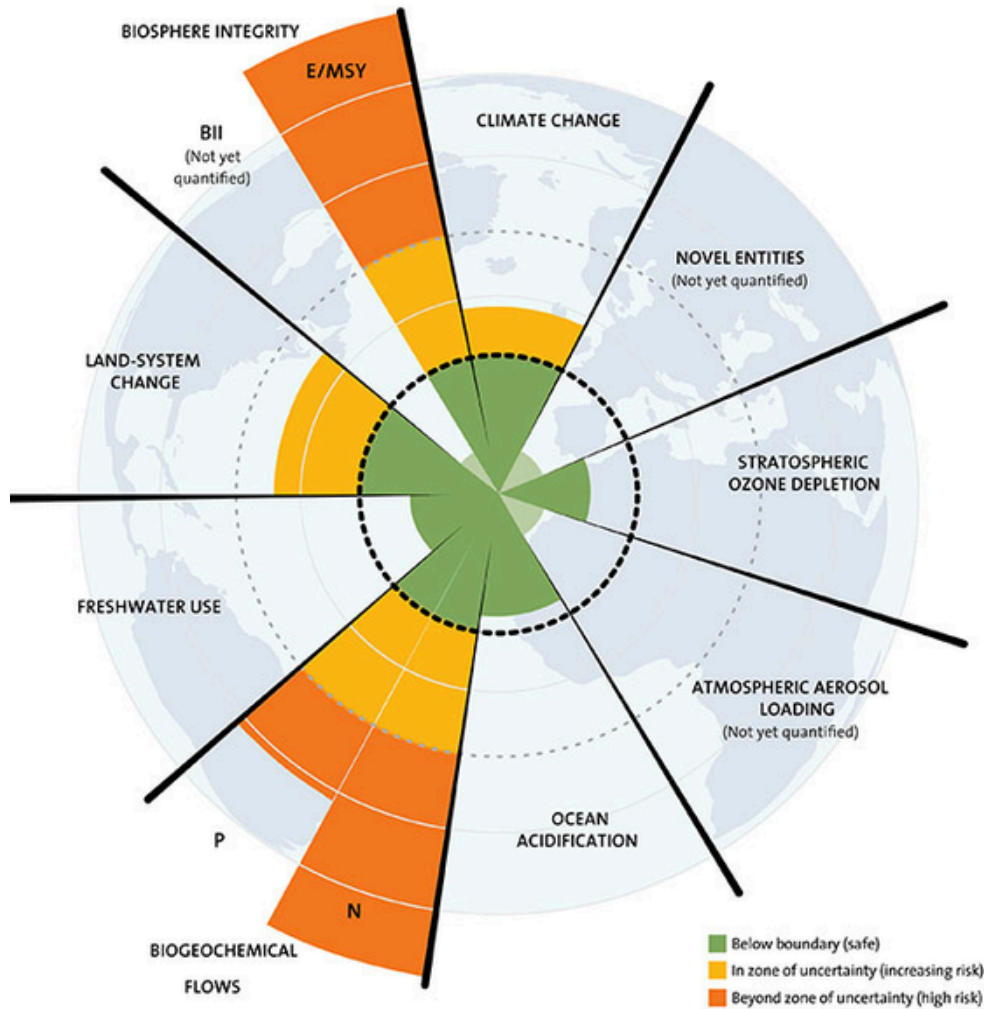 BIOSPHERE INTEGRITY
E/MSY
BII
(Not yet
quantified)
CLIMATE CHANGE
NOVEL ENTITIES
(Not yet quantified)
LAND-SYSTEM
CHANGE
STRATOSPHERIC
OZONE DEPLETION
FRESHWATER USE
ATMOSPHERIC AEROSOL
LOADING
(Not yet quantified)
OCEAN
ACIDIFICATION
P
N
BIOGEOCHEMICAL
FLOWS
Below boundary (safe)
In zone of uncertainty (increasing risk)
Beyond zone of uncertainty (high risk)